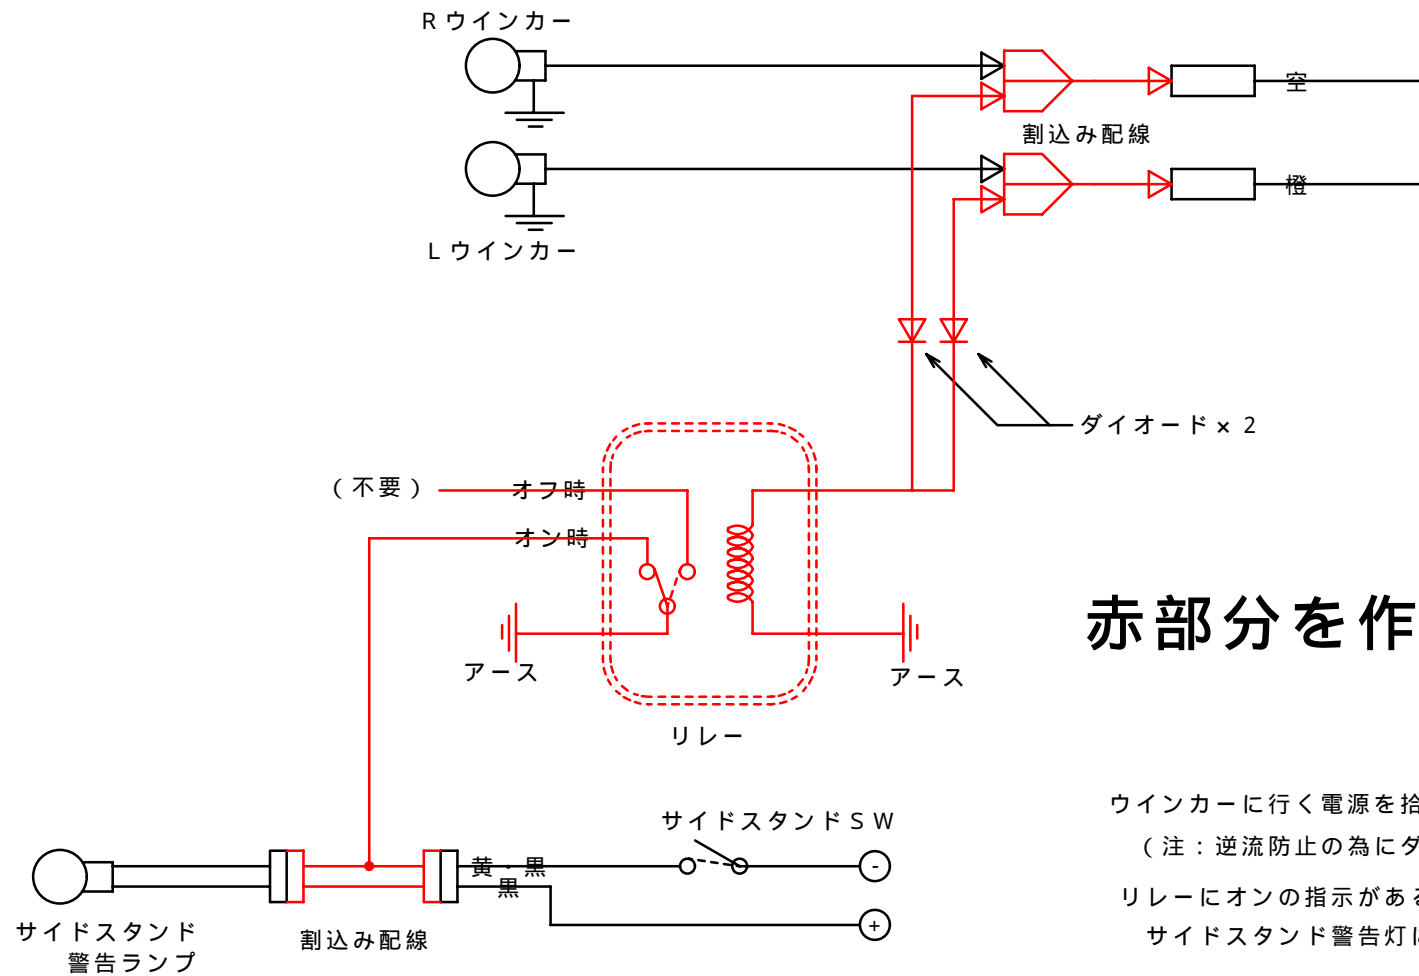 Rウインカー
空
割込み配線
橙
Lウインカー
ダイオード×2
(不要)
オフ時
オン時
赤部分を作
アース
アース
リレー
ウインカーに行く電源を拾
(注:逆流防止の為にダ
サイドスタンドSW
黄・黒
-
黒
リレーにオンの指示がある
+
サイドスタンド
警告ランプ
割込み配線
サイドスタンド警告灯に